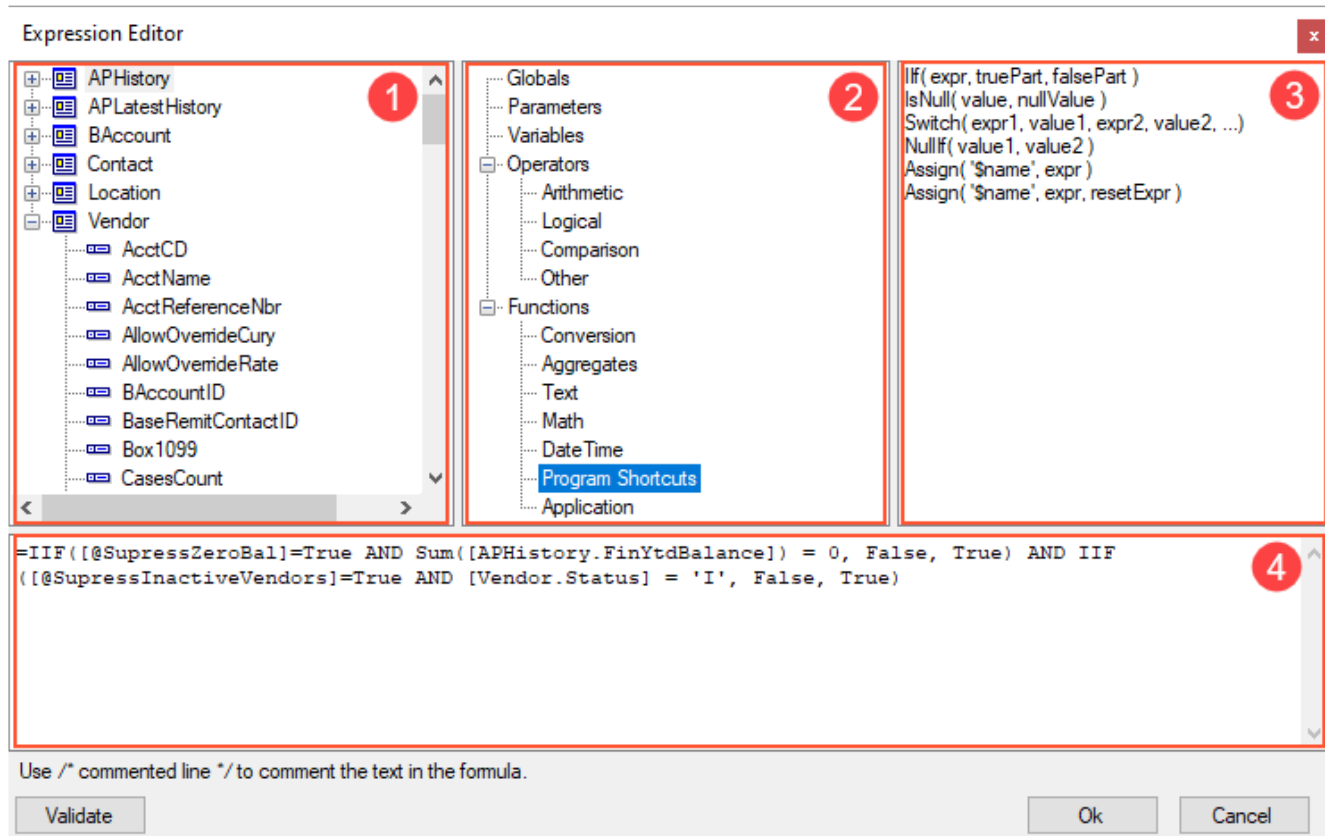 Expression Editor
x
APHistory
APLatestHistory
BAccount
Contact
Location
Vendor
AcctCD
AcctName
AcctReferenceNbr
AllowOverrideCury
AllowOverrideRate
BAccountID
BaseRemitContactID
Box1099
CasesCount
1
Globals
Parameters
Variables
Operators
Arithmetic
Logical
Comparison
Other
Functions
Conversion
Aggregates
Text
Math
DateTime
Program Shortcuts
Application
2
IIf( expr, truePart, falsePart )
IsNull( value, nullValue )
Switch( expr1, value1, expr2, value2, ...)
NullIf( value1, value2 )
Assign( '$name', expr )
Assign( '$name', expr, resetExpr )
3
=IIF([@SupressZeroBal]=True AND Sum([APHistory.FinYtdBalance]) = 0, False, True) AND IIF
([@SupressInactiveVendors]=True AND [Vendor.Status] = 'I', False, True)
4
Use /* commented line */ to comment the text in the formula.
Validate
Ok
Cancel